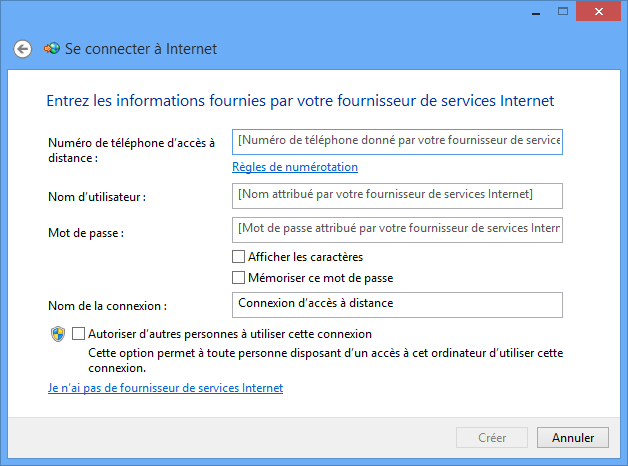 Se connecter à Internet
Entrez les informations fournies par votre fournisseur de services Internet
Numéro de téléphone d'accès à
distance :
[Numéro de téléphone donné par votre fournisseur de service
Règles de numérotation
Nom d'utilisateur :
[Nom attribué par votre fournisseur de services Internet]
Mot de passe :
[Mot de passe attribué par votre fournisseur de services Intern
Afficher les caractères
Mémoriser ce mot de passe
Nom de la connexion :
Connexion d'accès à distance
Autoriser d'autres personnes à utiliser cette connexion
Cette option permet à toute personne disposant d'un accès à cet ordinateur d'utiliser cette
connexion.
Je n'ai pas de fournisseur de services Internet
Créer
Annuler